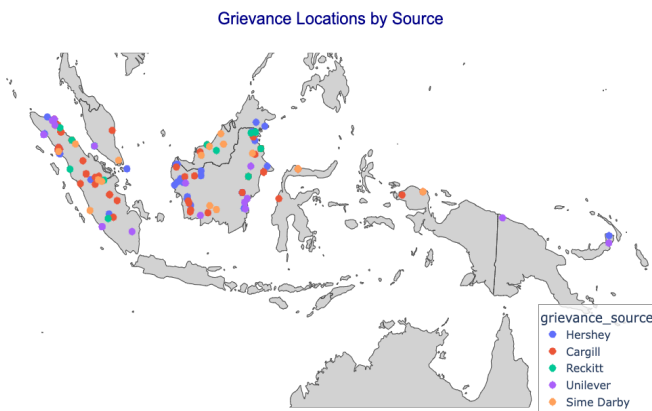 Grievance Locations by Source
grievance_source
Hershey
Cargill
Reckitt
Unilever
Sime Darby